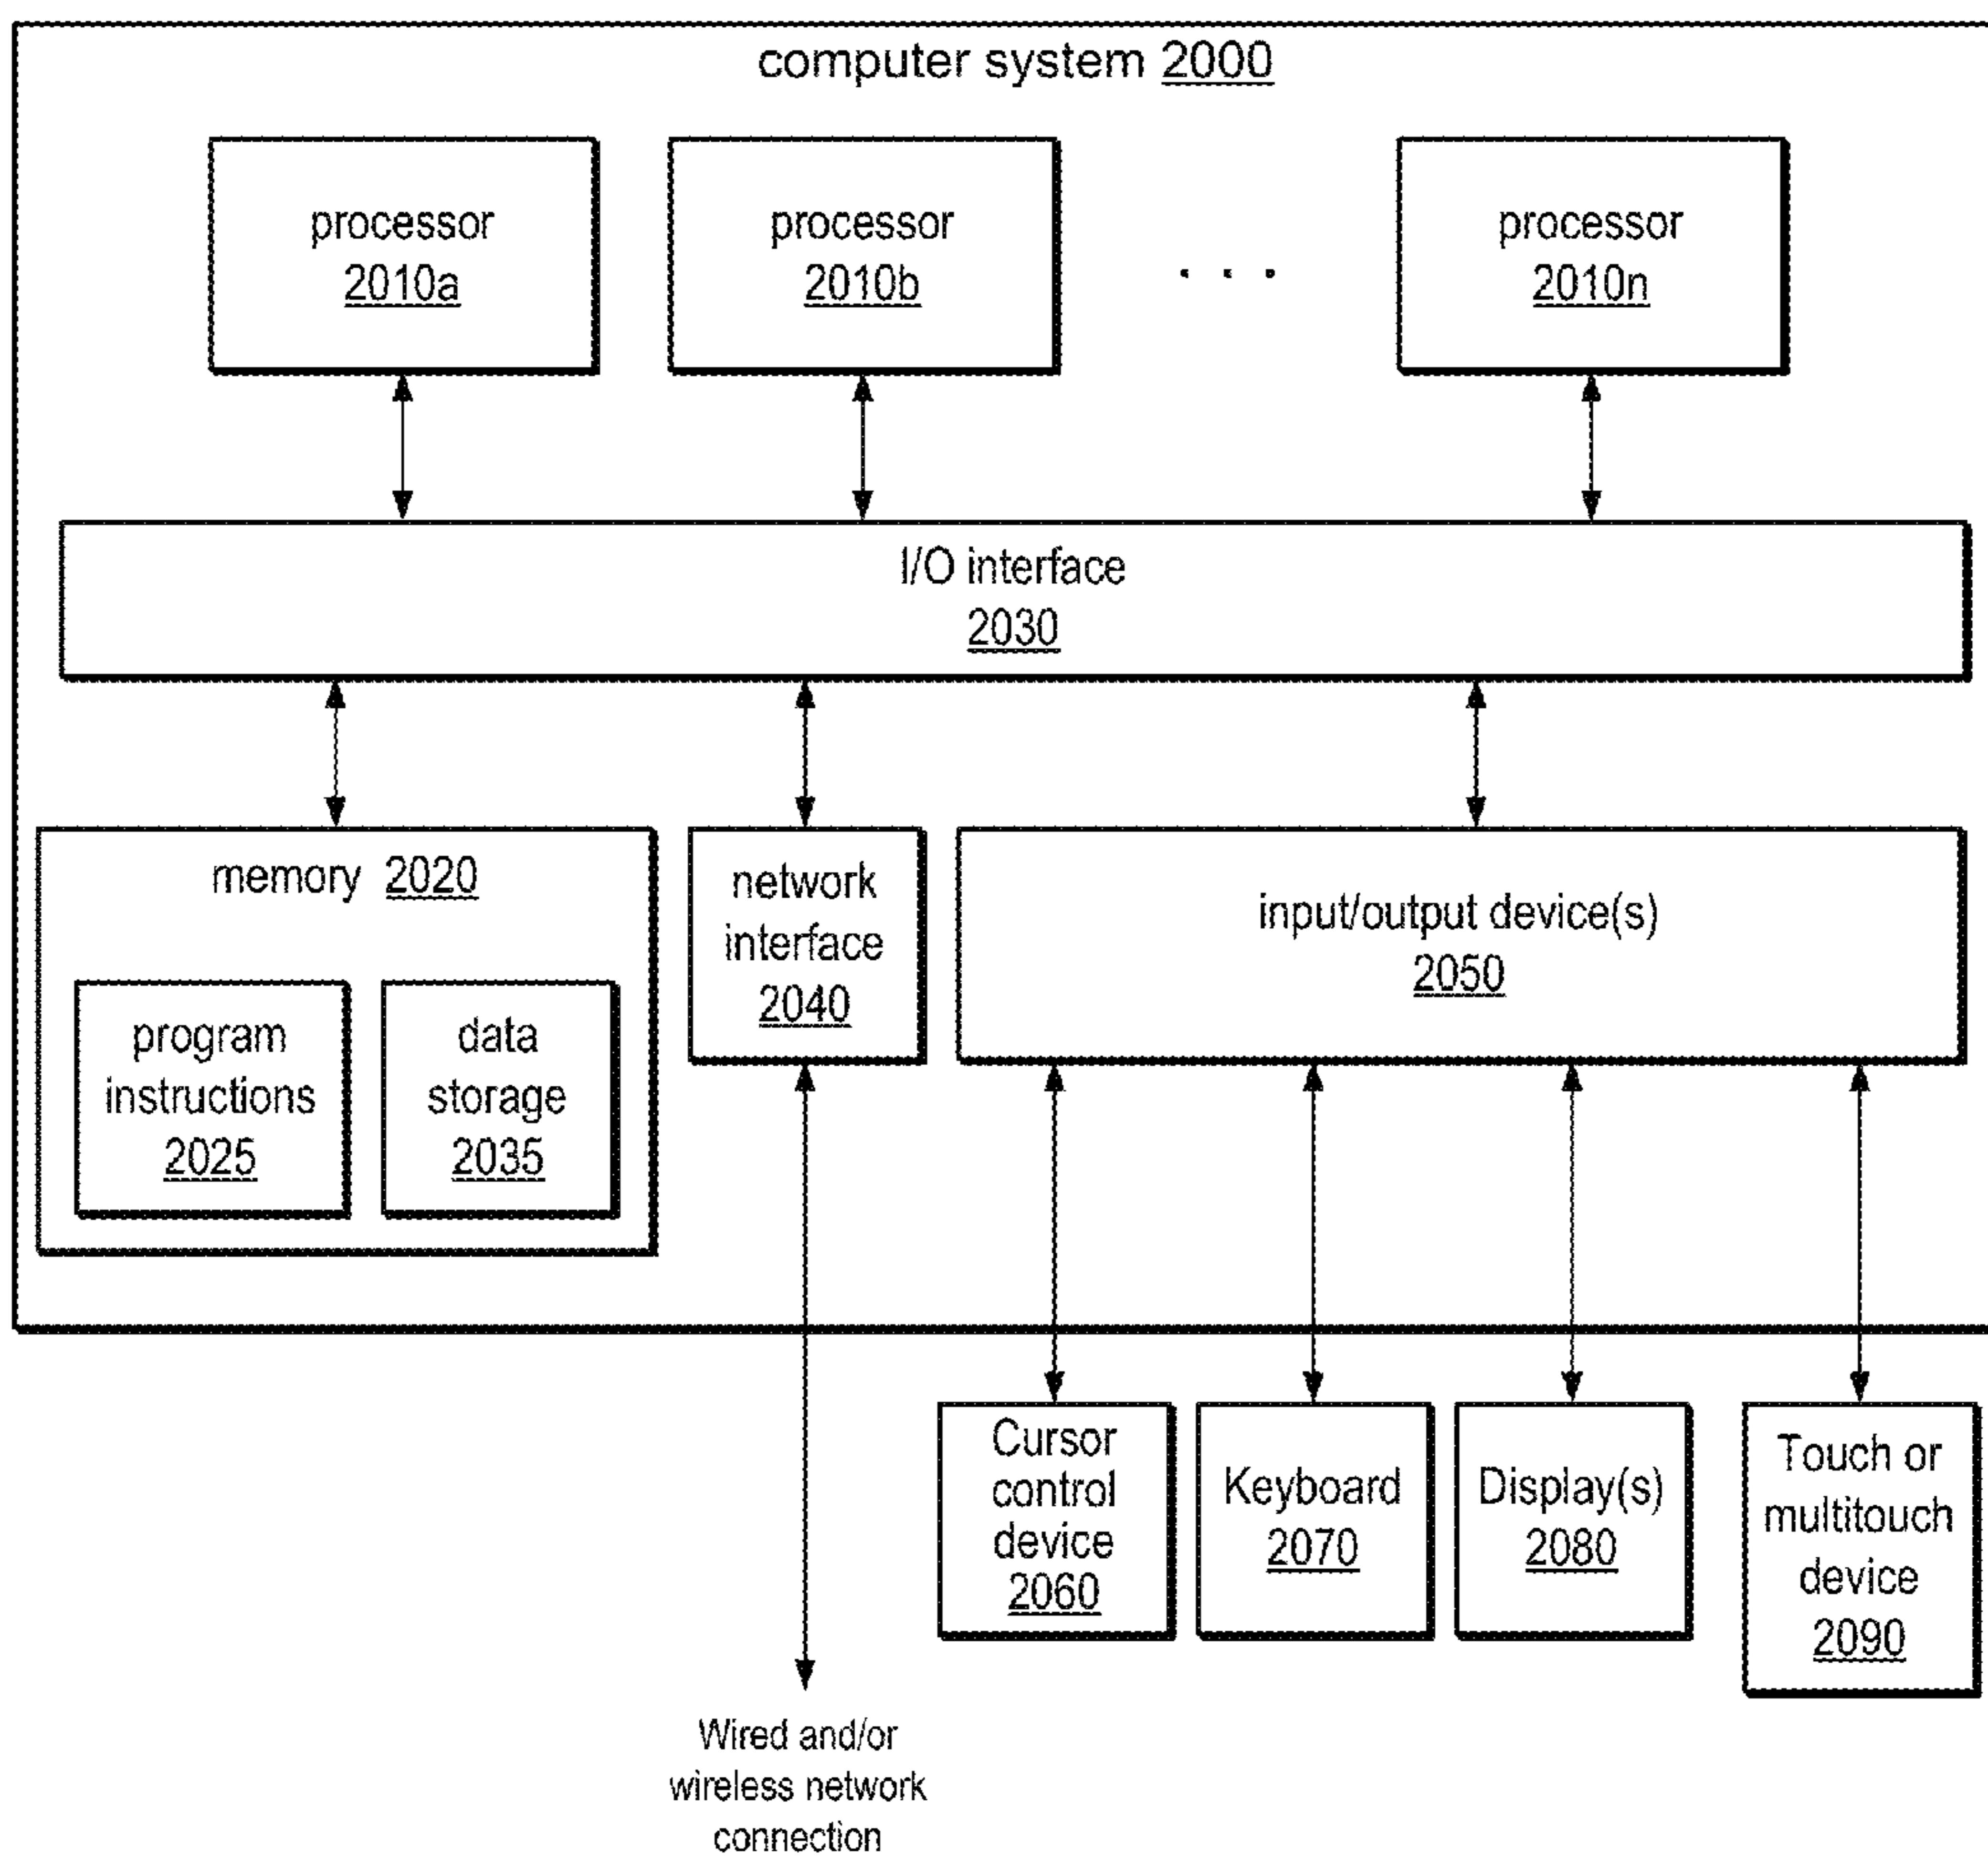 computer system 2000
processor
2010a
processor
2010b
. . .
processor
2010n
I/O interface
2030
memory 2020
program
instructions
2025
data
storage
2035
network
interface
2040
input/output device(s)
2050
Cursor
control
device
2060
Keyboard
2070
Display(s)
2080
Touch or
multitouch
device
2090
Wired and/or
wireless network
connection